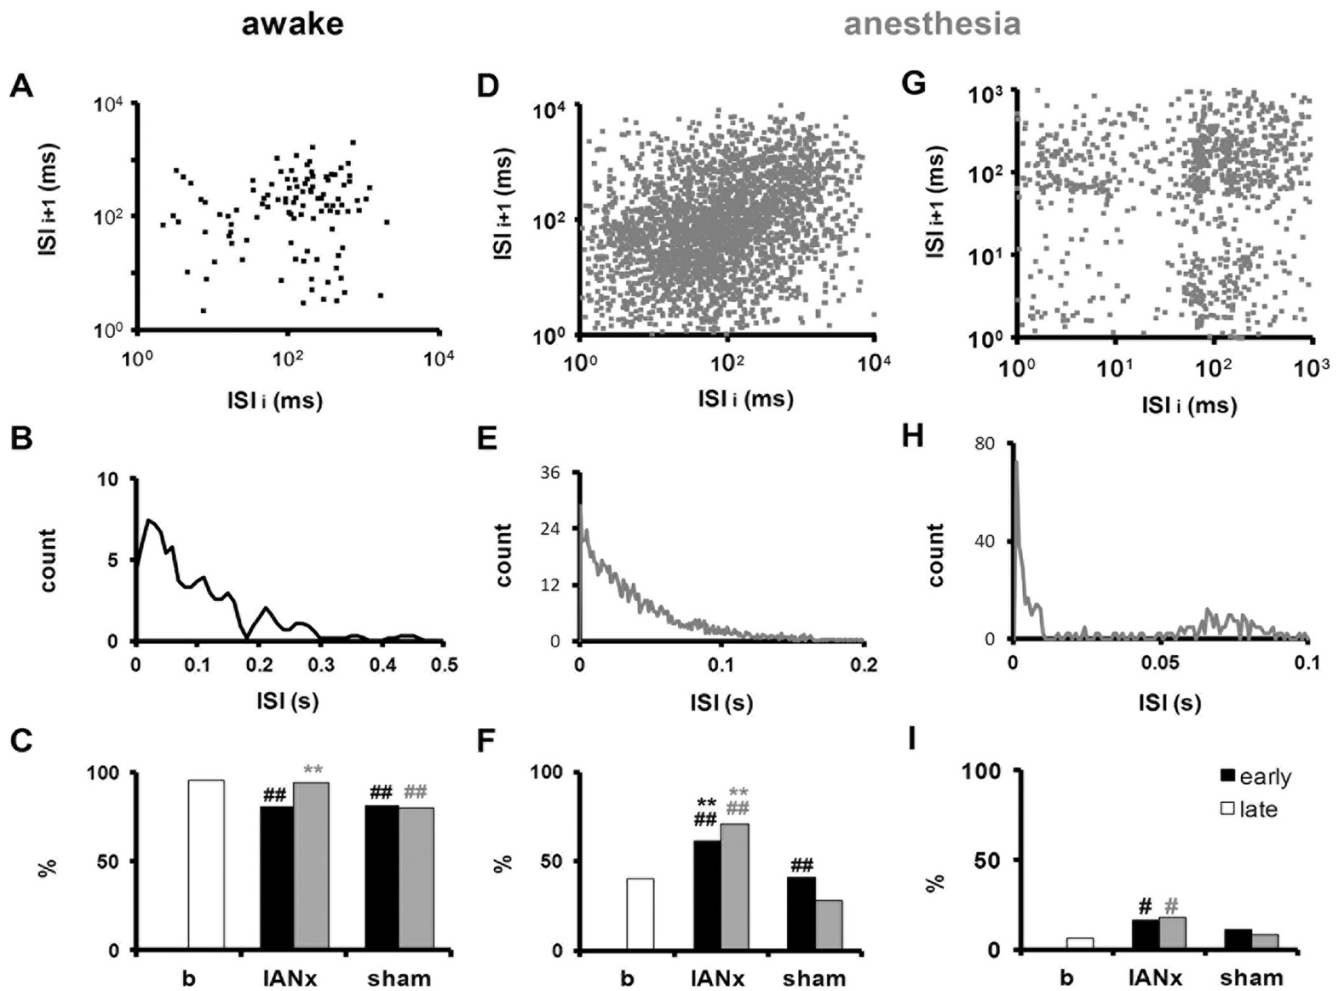 awake
anesthesia
A
10⁴
10²
10⁰
ISI i+1 (ms)
10⁰
10²
10⁴
ISI i (ms)
D
10⁴
10²
10⁰
ISI i+1 (ms)
10⁰
10²
10⁴
ISI i (ms)
G
10³
10²
10¹
10⁰
ISI i+1 (ms)
10⁰
10¹
10²
10³
ISI i (ms)
B
10
5
0
count
0
0.1
0.2
0.3
0.4
0.5
ISI (s)
E
36
24
12
0
count
0
0.1
0.2
ISI (s)
H
80
40
0
count
0
0.05
0.1
ISI (s)
C
100
50
0
%
##
**
##
##
b
IANx
sham
F
100
50
0
%
**
##
**
##
##
b
IANx
sham
I
100
50
0
%
early
late
#
#
b
IANx
sham